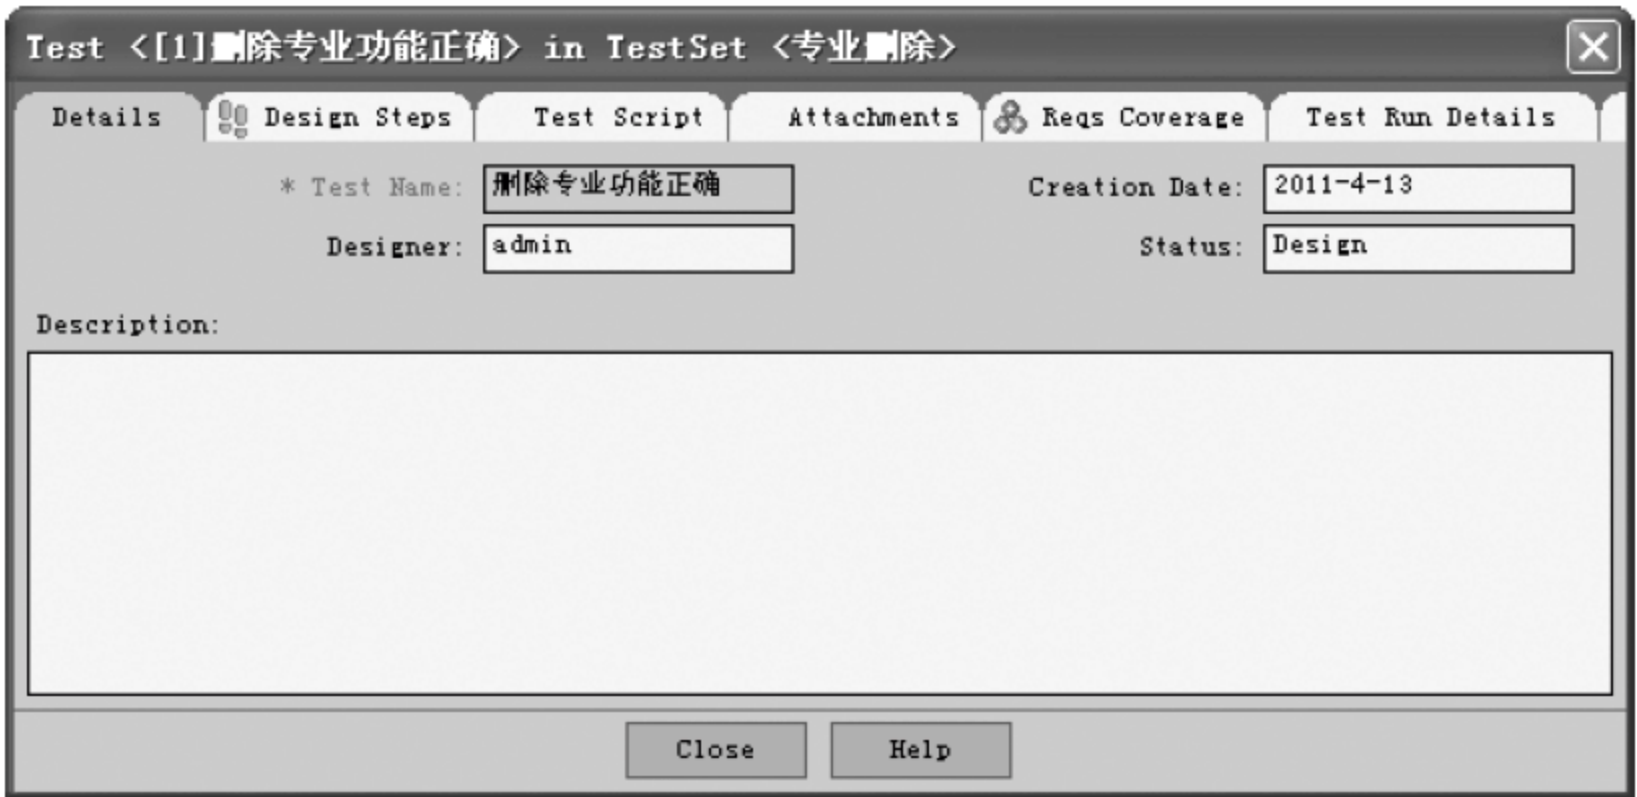 Test <[1]删除专业功能正确> in TestSet <专业删除>
Details Design Steps Test Script Attachments Reqs Coverage Test Run Details
* Test Name: 删除专业功能正确 Creation Date: 2011-4-13
Designer: admin Status: Design
Description:
Close Help